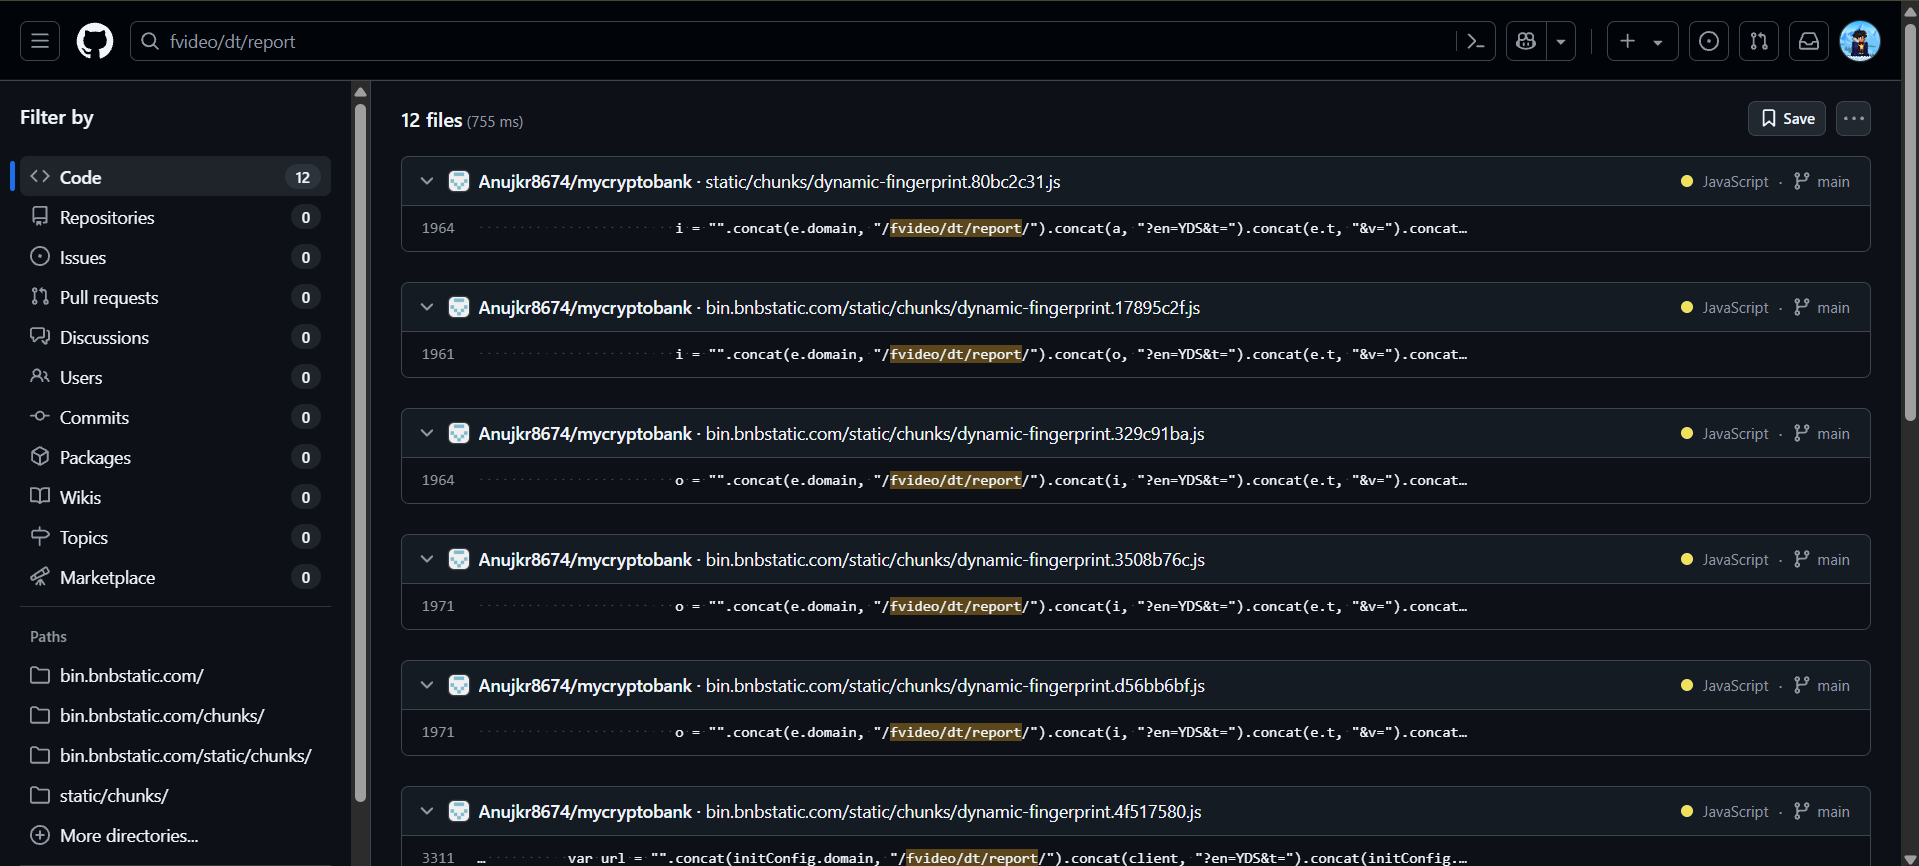 fvideo/dt/report
Filter by
Code 12
Repositories 0
Issues 0
Pull requests 0
Discussions 0
Users 0
Commits 0
Packages 0
Wikis 0
Topics 0
Marketplace 0
Paths
bin.bnbstatic.com/
bin.bnbstatic.com/chunks/
bin.bnbstatic.com/static/chunks/
static/chunks/
More directories...
12 files (755 ms)
Save
Anujkr8674/mycryptobank · static/chunks/dynamic-fingerprint.80bc2c31.js JavaScript · main
1964 i = "".concat(e.domain, "/fvideo/dt/report/").concat(a, "?en=YDS&t=").concat(e.t, "&v=").concat…
Anujkr8674/mycryptobank · bin.bnbstatic.com/static/chunks/dynamic-fingerprint.17895c2f.js JavaScript · main
1961 i = "".concat(e.domain, "/fvideo/dt/report/").concat(o, "?en=YDS&t=").concat(e.t, "&v=").concat…
Anujkr8674/mycryptobank · bin.bnbstatic.com/static/chunks/dynamic-fingerprint.329c91ba.js JavaScript · main
1964 o = "".concat(e.domain, "/fvideo/dt/report/").concat(i, "?en=YDS&t=").concat(e.t, "&v=").concat…
Anujkr8674/mycryptobank · bin.bnbstatic.com/static/chunks/dynamic-fingerprint.3508b76c.js JavaScript · main
1971 o = "".concat(e.domain, "/fvideo/dt/report/").concat(i, "?en=YDS&t=").concat(e.t, "&v=").concat…
Anujkr8674/mycryptobank · bin.bnbstatic.com/static/chunks/dynamic-fingerprint.d56bb6bf.js JavaScript · main
1971 o = "".concat(e.domain, "/fvideo/dt/report/").concat(i, "?en=YDS&t=").concat(e.t, "&v=").concat…
Anujkr8674/mycryptobank · bin.bnbstatic.com/static/chunks/dynamic-fingerprint.4f517580.js JavaScript · main
3311 … var url = "".concat(initConfig.domain, "/fvideo/dt/report/").concat(client, "?en=YDS&t=").concat(initConfig.…